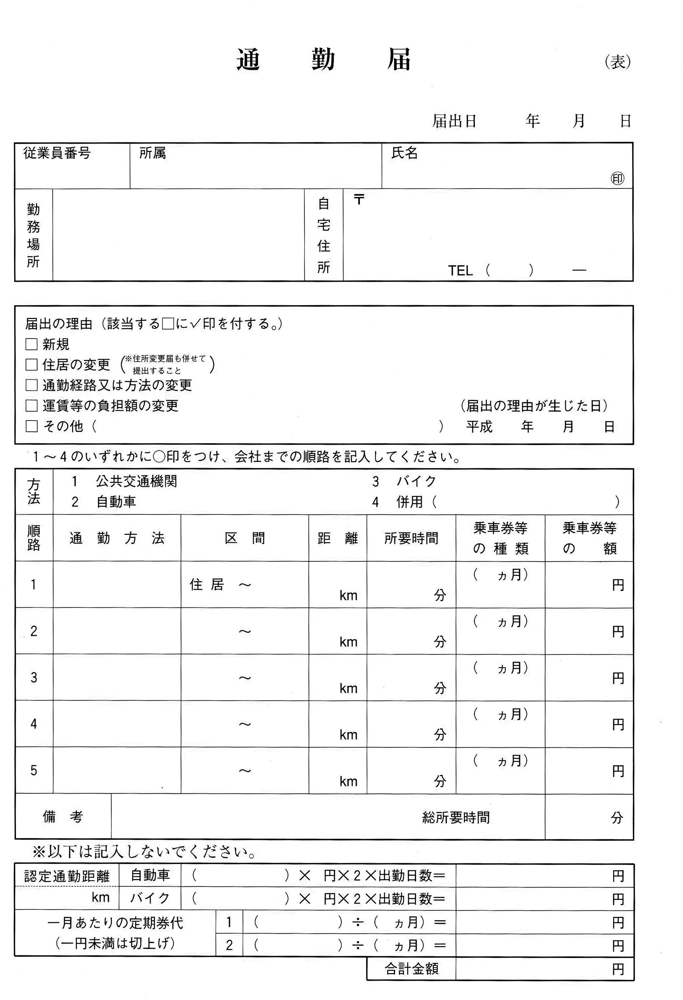 通勤届
(表)
届出日　年　月　日
従業員番号　所属　氏名
㊞
勤務場所
自宅住所
〒
TEL（　　）　―
届出の理由（該当する□に✓印を付する。）
□ 新規
□ 住居の変更（※住所変更届も併せて
提出すること）
□ 通勤経路又は方法の変更
□ 運賃等の負担額の変更　（届出の理由が生じた日）
□ その他（　　）　平成　年　月　日
1～4のいずれかに○印をつけ、会社までの順路を記入してください。
方法
1　公共交通機関　3　バイク
2　自動車　4　併用（　　）
順路　通勤方法　区間　距離　所要時間　乗車券等の種類　乗車券等の額
1　住居　～　km　分　（　ヵ月）　円
2　～　km　分　（　ヵ月）　円
3　～　km　分　（　ヵ月）　円
4　～　km　分　（　ヵ月）　円
5　～　km　分　（　ヵ月）　円
備考　総所要時間　分
※以下は記入しないでください。
認定通勤距離　自動車　（　　）×　円×2×出勤日数＝　円
km　バイク　（　　）×　円×2×出勤日数＝　円
一月あたりの定期券代　1　（　　）÷（　ヵ月）＝　円
（一円未満は切上げ）　2　（　　）÷（　ヵ月）＝　円
合計金額　円